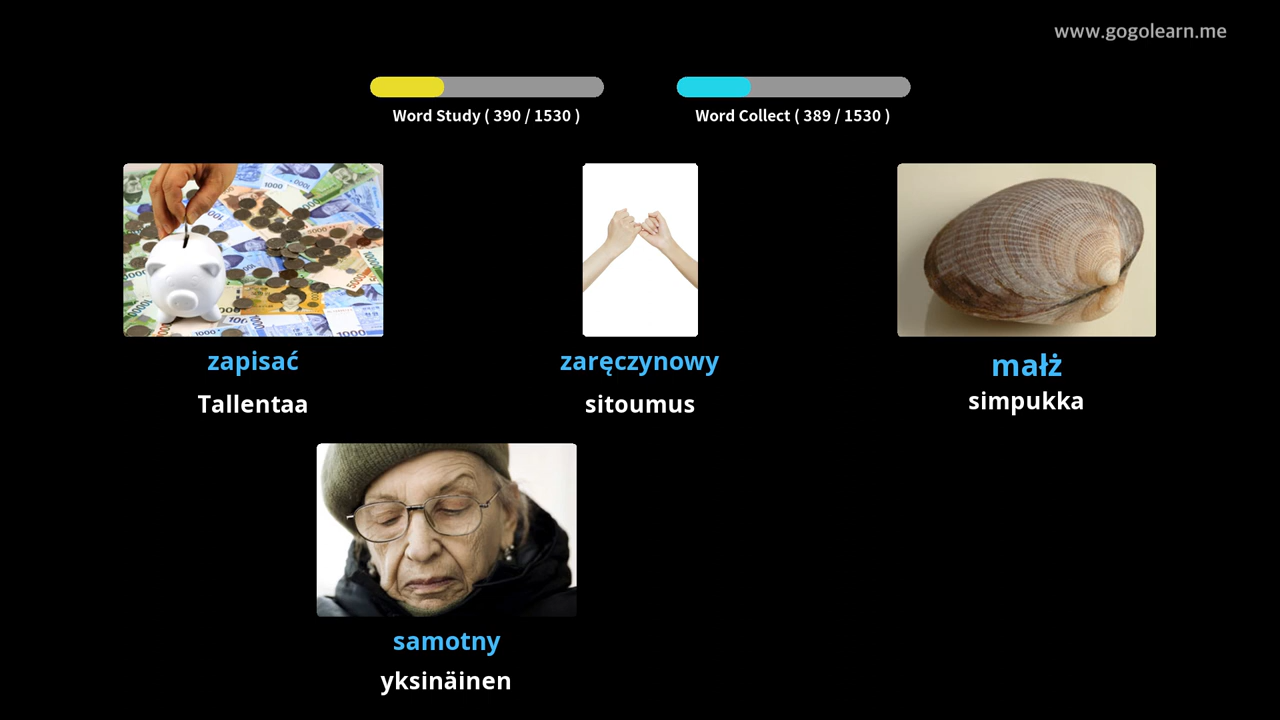 www.gogolearn.me
Word Study ( 390 / 1530 )
Word Collect ( 389 / 1530 )
zapisać
Tallentaa
zaręczynowy
sitoumus
małż
simpukka
samotny
yksinäinen